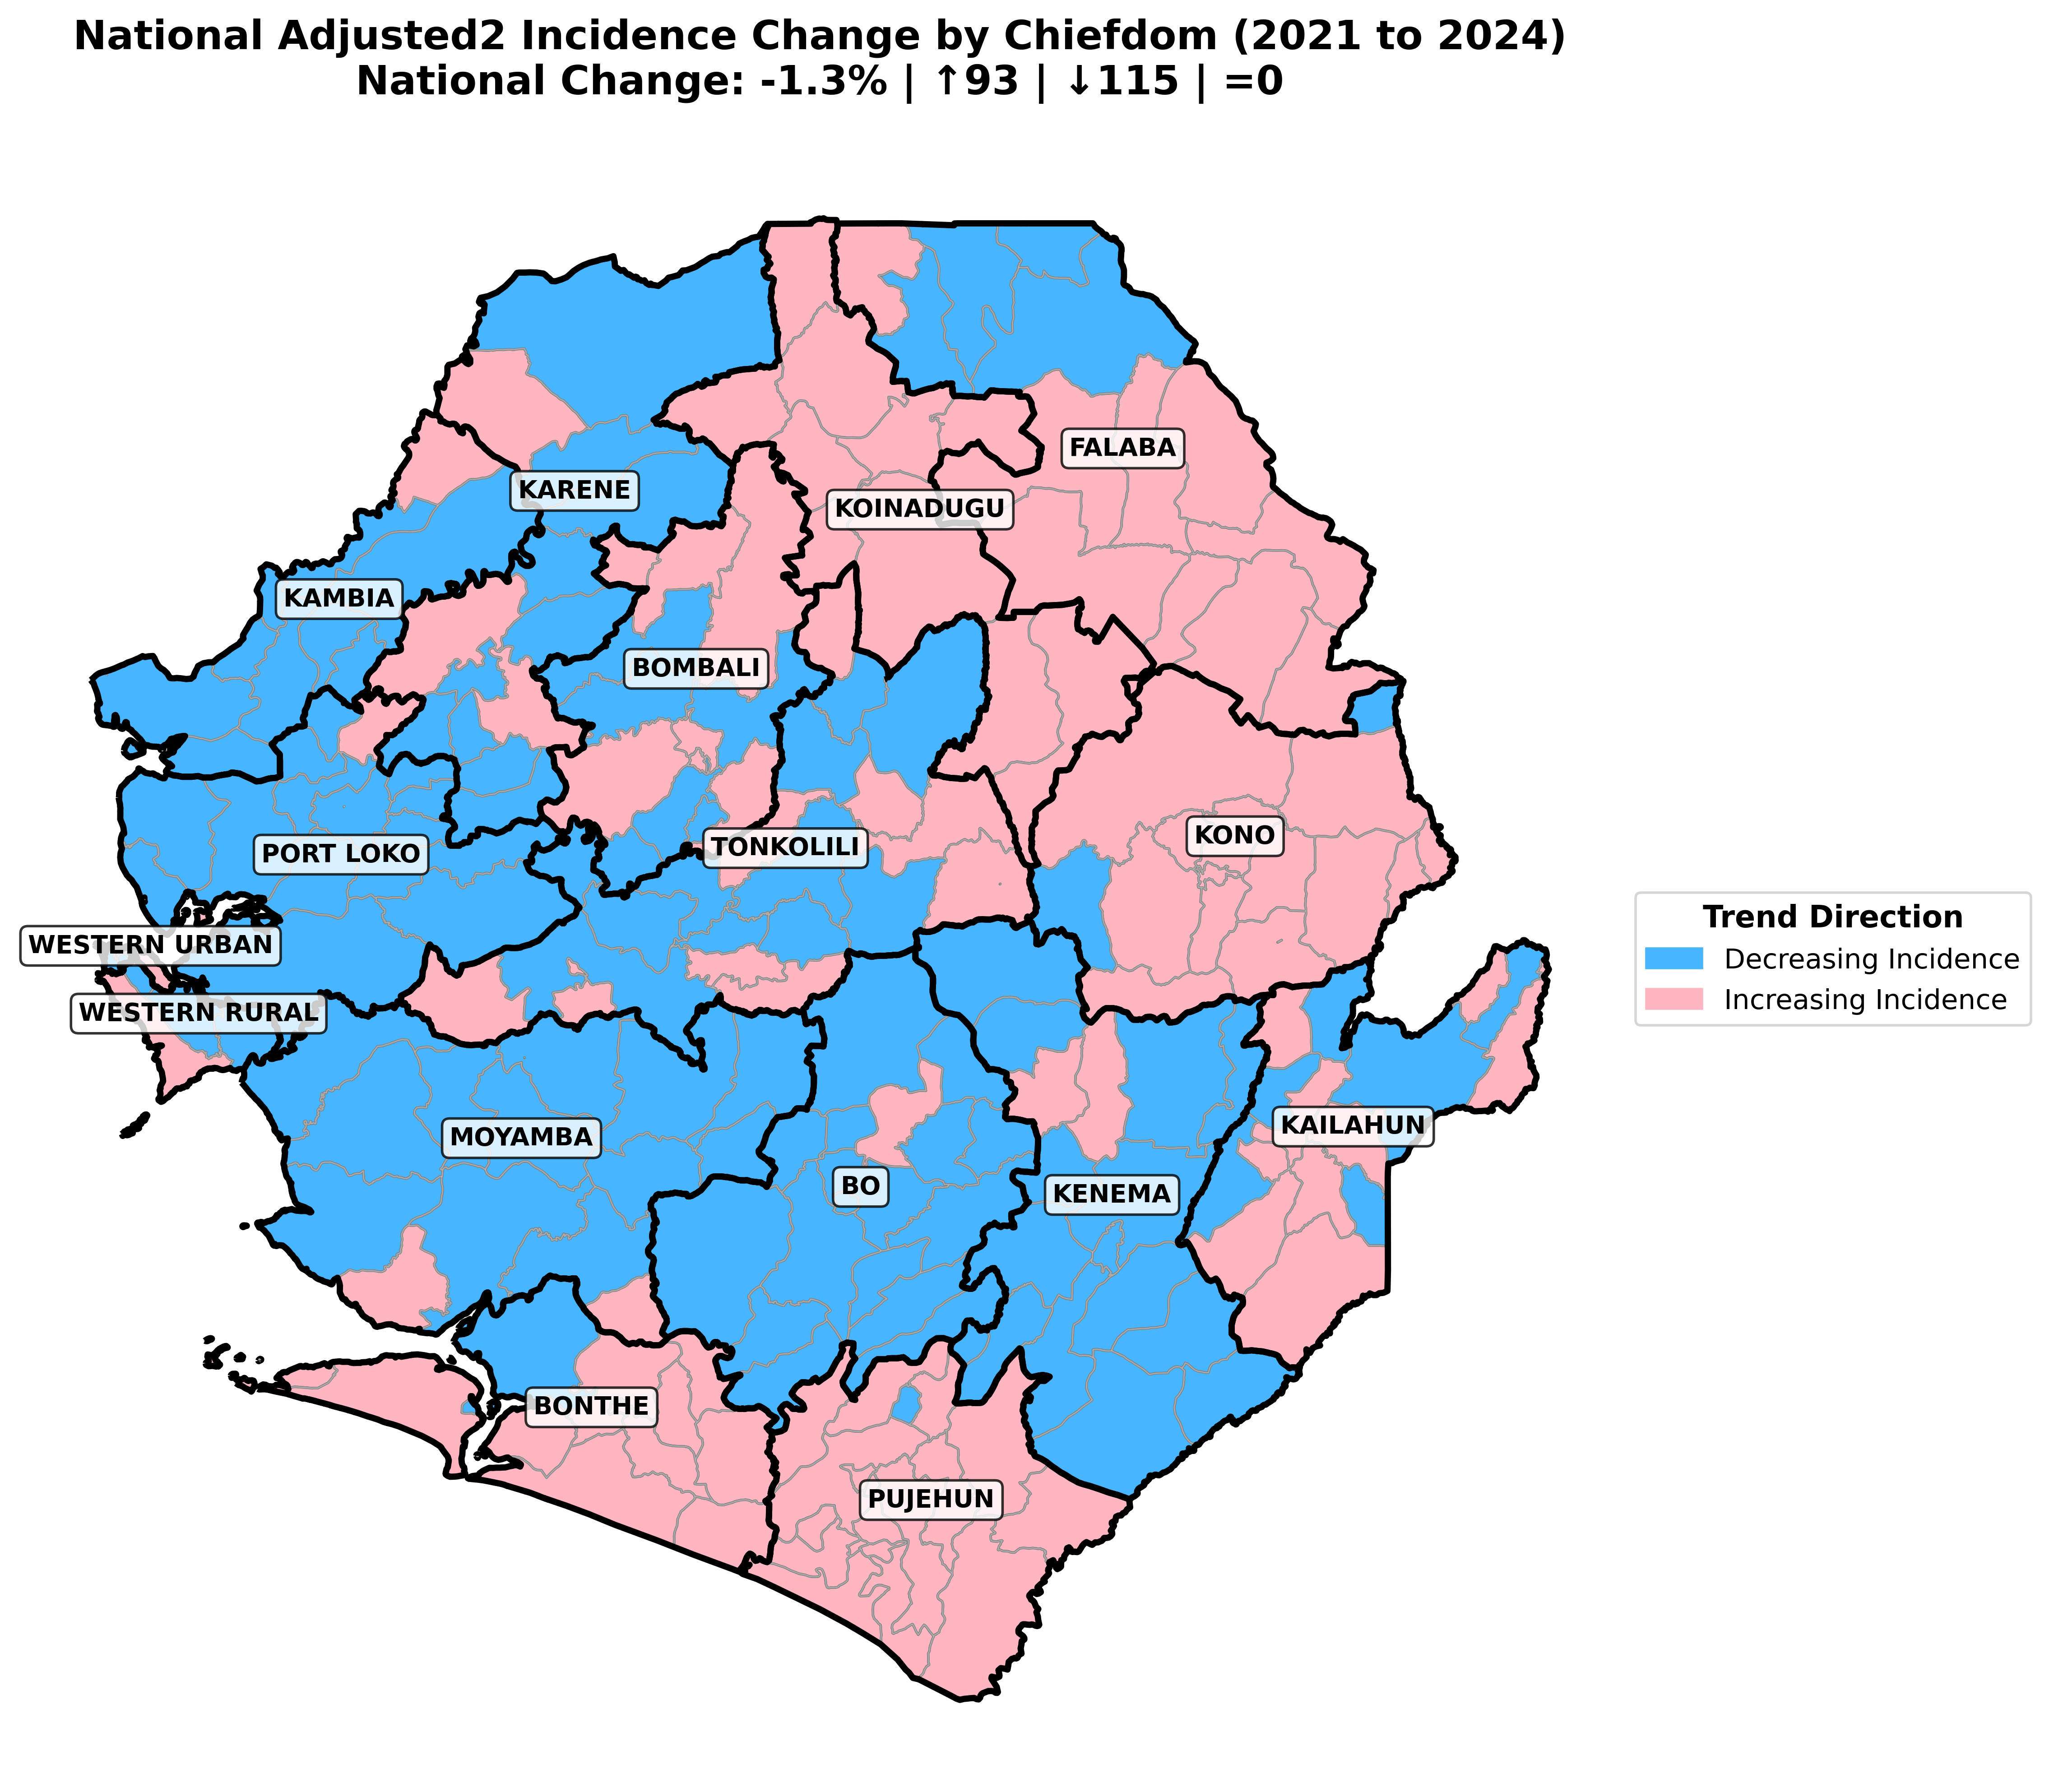 National Adjusted2 Incidence Change by Chiefdom (2021 to 2024)
National Change: -1.3% | ↑93 | ↓115 | =0
FALABA
KARENE
KOINADUGU
KAMBIA
BOMBALI
KONO
TONKOLILI
PORT LOKO
WESTERN URBAN
WESTERN RURAL
Trend Direction
Decreasing Incidence
Increasing Incidence
KAILAHUN
MOYAMBA
BO
KENEMA
BONTHE
PUJEHUN